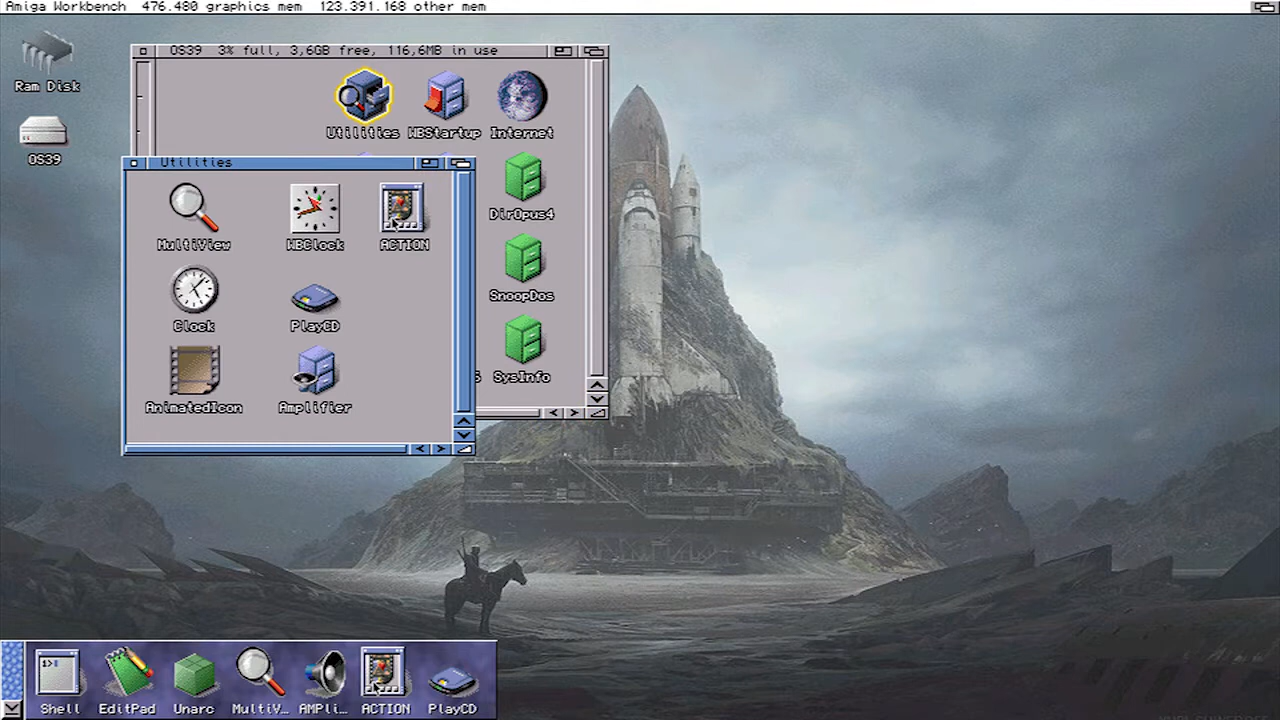 Amiga Workbench 476.480 graphics mem 123.391.168 other mem
Ram Disk
OS39
OS39 3% full, 3,6GB free, 116,6MB in use
Utilities WBStartup Internet
DirOpus4
SnoopDos
SysInfo
Utilities
MultiView WBClock ACTION
Clock PlayCD
AnimatedIcon Amplifier
Shell EditPad Unarc MultiV... AMPli... ACTION PlayCD